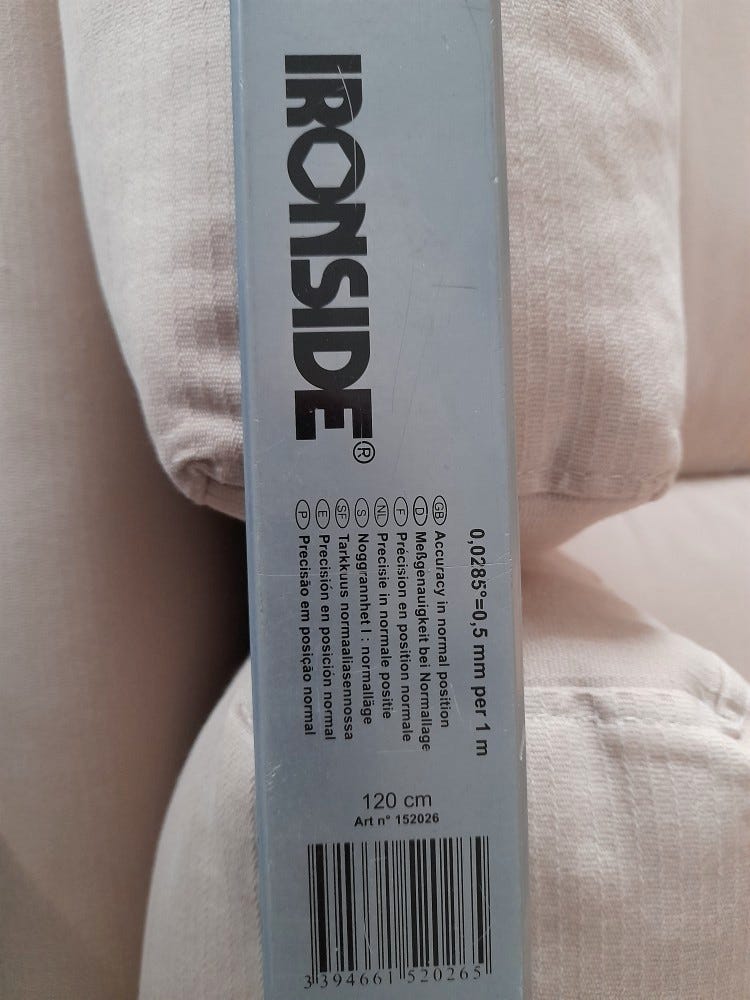 IRONSIDE®
0,0285°=0,5 mm per 1 m
GB Accuracy in normal position
D Meßgenauigkeit bei Normallage
F Précision en position normale
NL Precisie in normale positie
S Noggrannhet I : normalläge
SF Tarkkuus normaaliasennossa
E Precisión en posición normal
P Precisão em posição normal
120 cm
Art n° 152026
3 394661 520265